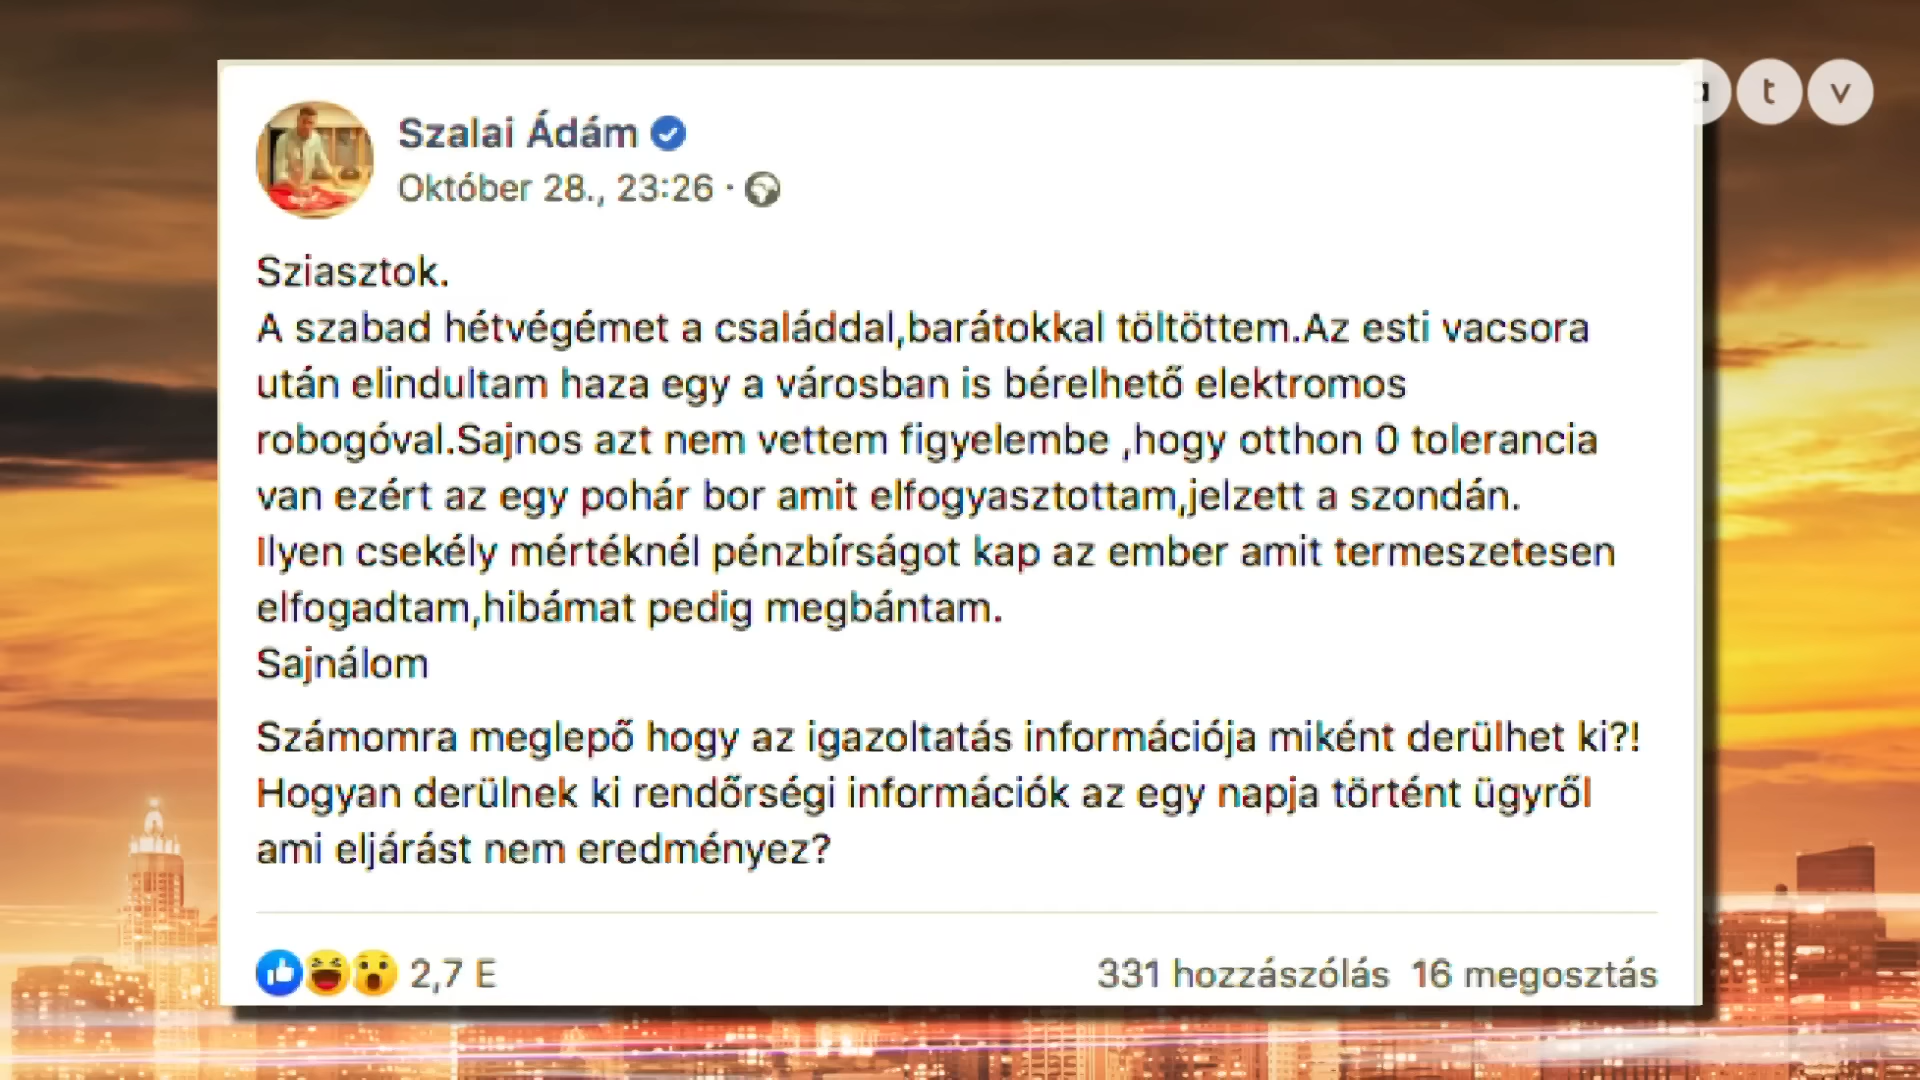 a t v
Szalai Ádám
Október 28., 23:26 ·
Sziasztok.
A szabad hétvégémet a családdal,barátokkal töltöttem.Az esti vacsora
után elindultam haza egy a városban is bérelhető elektromos
robogóval.Sajnos azt nem vettem figyelembe ,hogy otthon 0 tolerancia
van ezért az egy pohár bor amit elfogyasztottam,jelzett a szondán.
Ilyen csekély mértéknél pénzbírságot kap az ember amit termeszetesen
elfogadtam,hibámat pedig megbántam.
Sajnálom
Számomra meglepő hogy az igazoltatás információja miként derülhet ki?!
Hogyan derülnek ki rendőrségi információk az egy napja történt ügyről
ami eljárást nem eredményez?
2,7 E
331 hozzászólás 16 megosztás